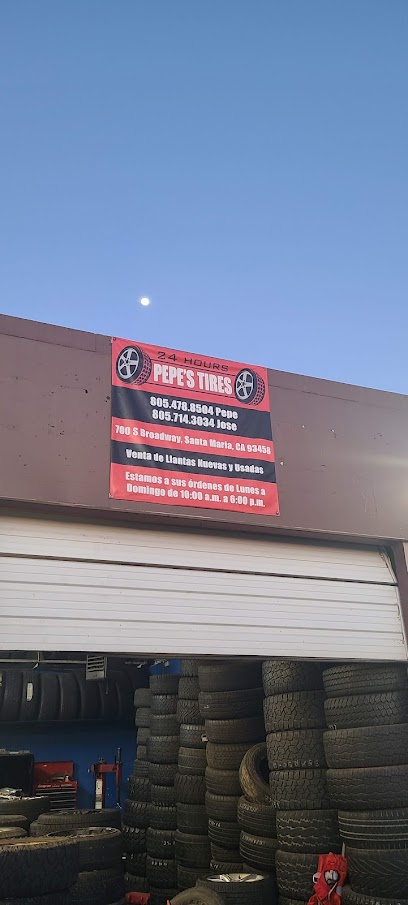 24 HOURS
PEPE'S TIRES
805.478.8504 Pepe
805.714.3034 Jose
700 S Broadway, Santa Maria, CA 93458
Venta de Llantas Nuevas y Usadas
Estamos a sus órdenes de Lunes a
Domingo de 10:00 a.m. a 6:00 p.m.